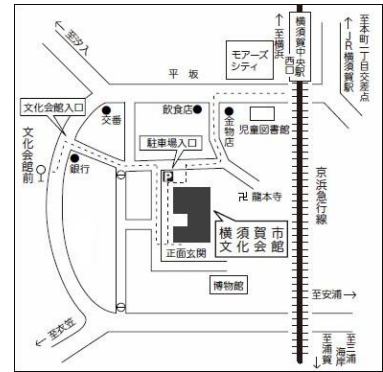 至汐入
至横浜
横須賀中央駅
西口
至本町一丁目交差点
JR横須賀駅
モアーズ
シティ
平坂
文化会館入口
交番
飲食店
金物店
児童図書館
駐車場入口
文化会館前
銀行
P
卍 龍本寺
京浜急行線
横須賀市
文化会館
正面玄関
博物館
至安浦
至衣笠
至浦賀
至三浦
海岸